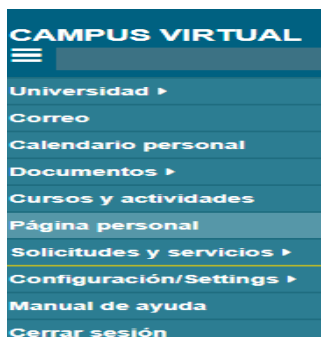 CAMPUS VIRTUAL
Universidad ▸
Correo
Calendario personal
Documentos ▸
Cursos y actividades
Página personal
Solicitudes y servicios ▸
Configuración/Settings ▸
Manual de ayuda
Cerrar sesión